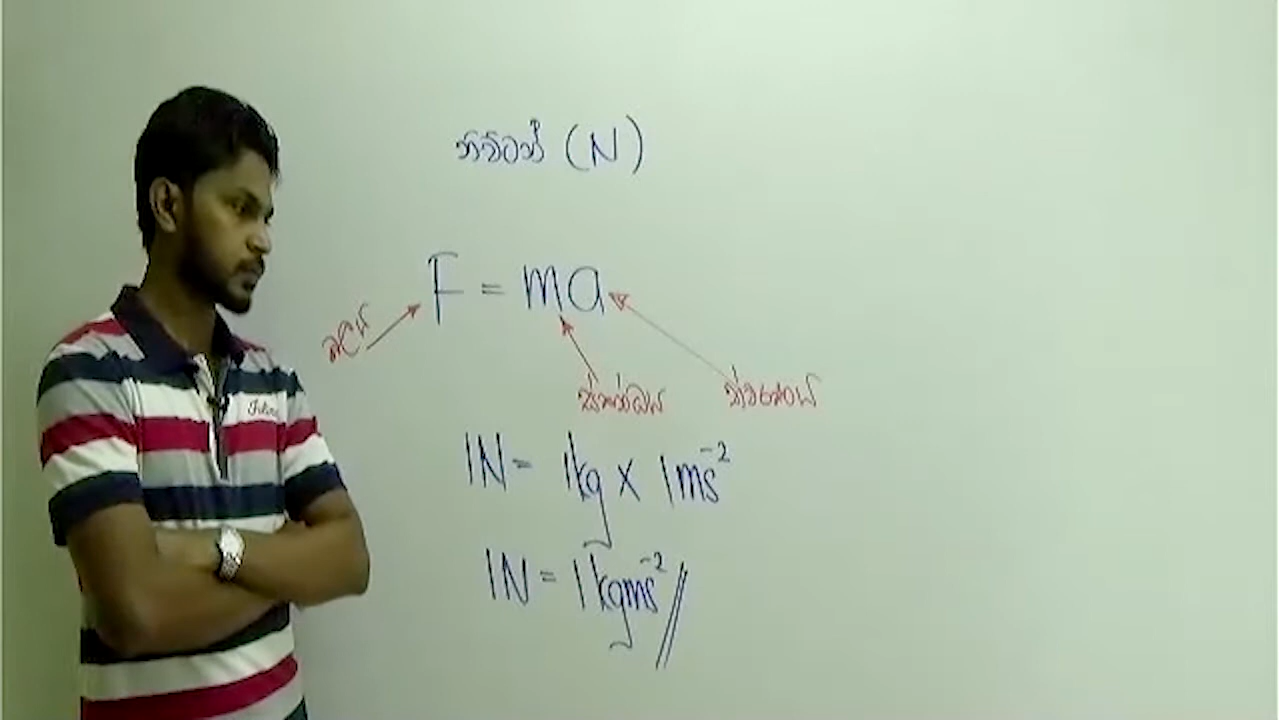 නිව්ටන් (N)
F = ma
බලය
ස්කන්ධය
ත්වරණය
1N = 1kg x 1ms⁻²
1N = 1kgms⁻² //